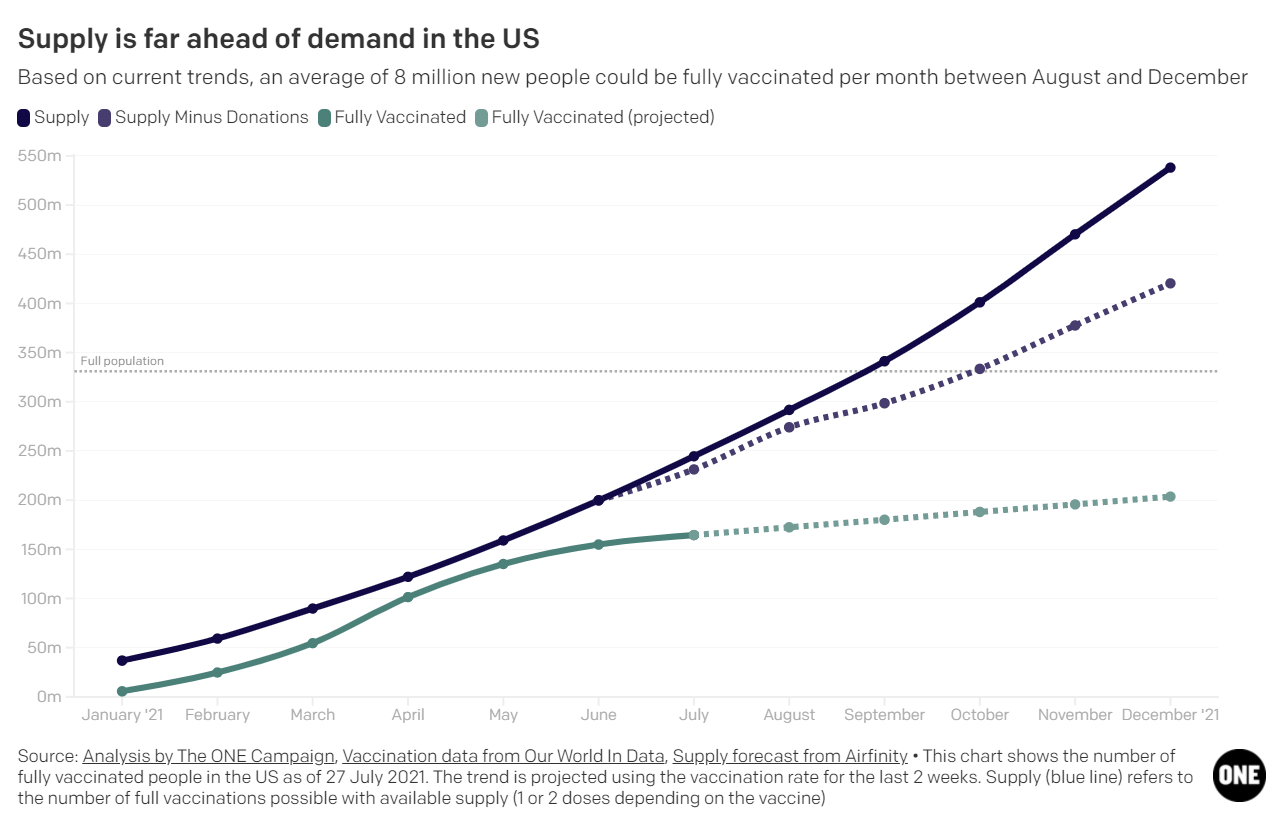 Supply is far ahead of demand in the US
Based on current trends, an average of 8 million new people could be fully vaccinated per month between August and December
Supply Supply Minus Donations Fully Vaccinated Fully Vaccinated (projected)
550m
500m
450m
400m
350m
Full population
300m
250m
200m
150m
100m
50m
0m
January '21 February March April May June July August September October November December '21
Source: Analysis by The ONE Campaign, Vaccination data from Our World In Data, Supply forecast from Airfinity • This chart shows the number of
fully vaccinated people in the US as of 27 July 2021. The trend is projected using the vaccination rate for the last 2 weeks. Supply (blue line) refers to
the number of full vaccinations possible with available supply (1 or 2 doses depending on the vaccine)
ONE